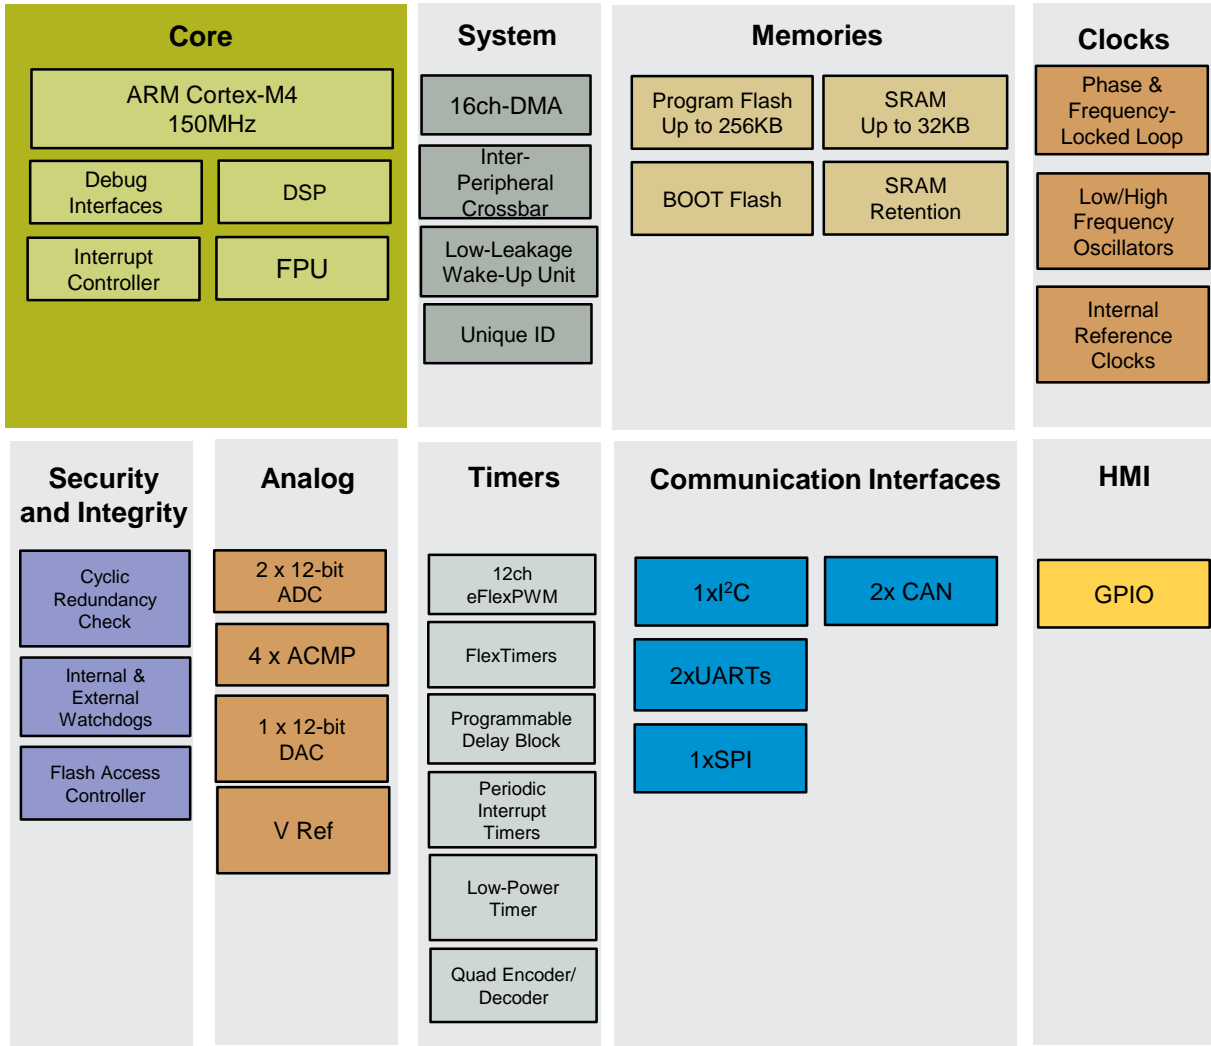 Core
ARM Cortex-M4
150MHz
Debug
Interfaces
DSP
Interrupt
Controller
FPU
System
16ch-DMA
Inter-
Peripheral
Crossbar
Low-Leakage
Wake-Up Unit
Unique ID
Memories
Program Flash
Up to 256KB
SRAM
Up to 32KB
BOOT Flash
SRAM
Retention
Clocks
Phase &
Frequency-
Locked Loop
Low/High
Frequency
Oscillators
Internal
Reference
Clocks
Security
and Integrity
Cyclic
Redundancy
Check
Internal &
External
Watchdogs
Flash Access
Controller
Analog
2 x 12-bit
ADC
4 x ACMP
1 x 12-bit
DAC
V Ref
Timers
12ch
eFlexPWM
FlexTimers
Programmable
Delay Block
Periodic
Interrupt
Timers
Low-Power
Timer
Quad Encoder/
Decoder
Communication Interfaces
1xI²C
2x CAN
2xUARTs
1xSPI
HMI
GPIO